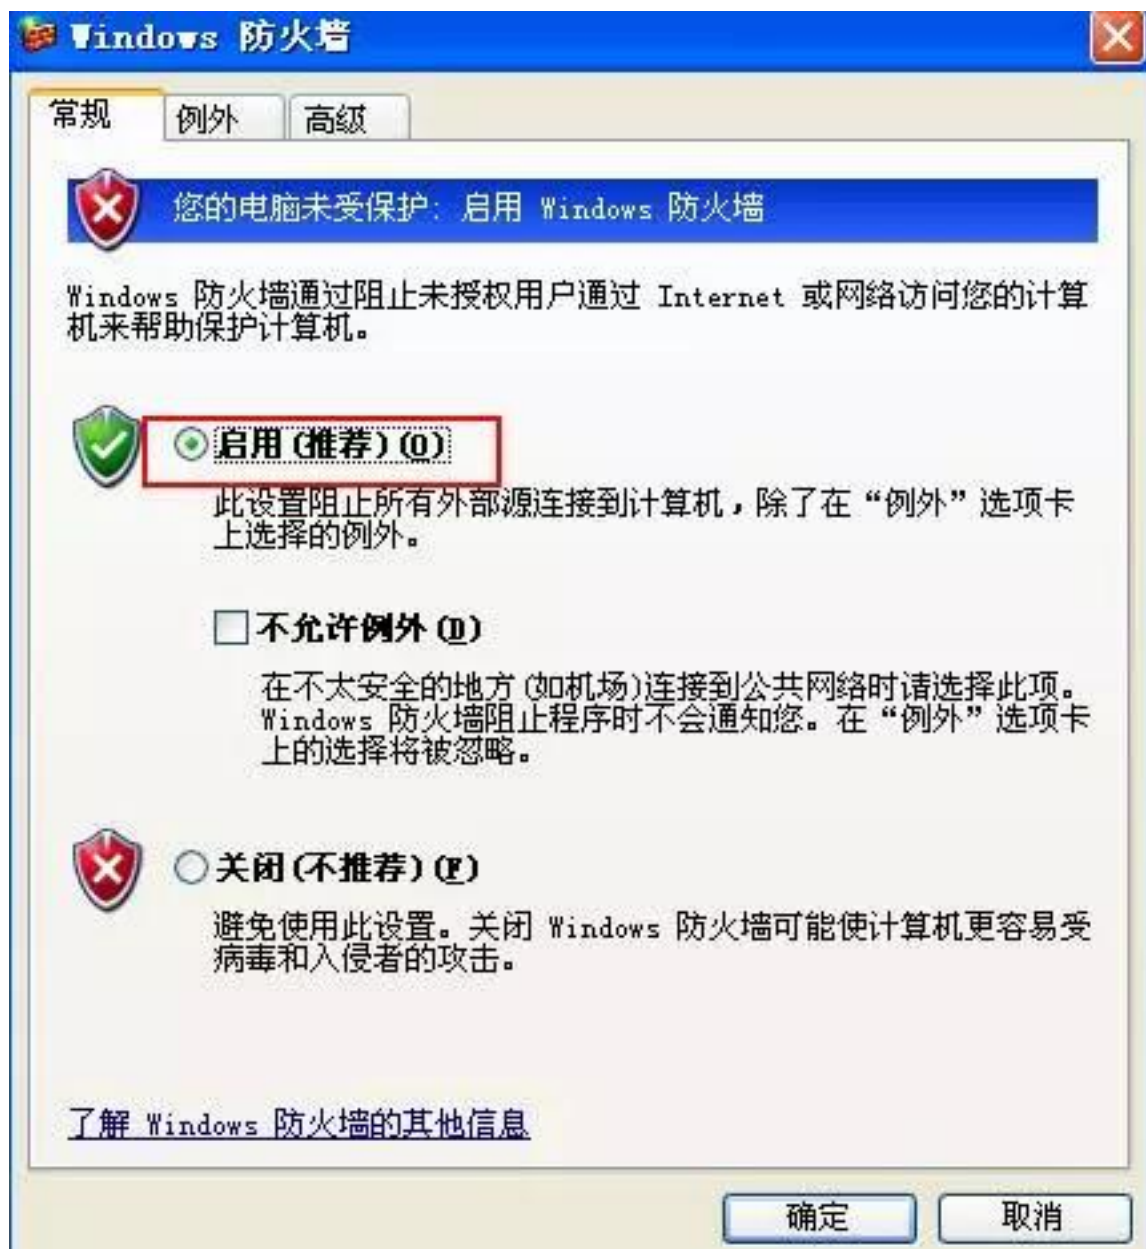 Windows 防火墙
常规 例外 高级
您的电脑未受保护: 启用 Windows 防火墙
Windows 防火墙通过阻止未授权用户通过 Internet 或网络访问您的计算
机来帮助保护计算机。
启用(推荐)(O)
此设置阻止所有外部源连接到计算机，除了在“例外”选项卡
上选择的例外。
不允许例外(D)
在不太安全的地方(如机场)连接到公共网络时请选择此项。
Windows 防火墙阻止程序时不会通知您。在“例外”选项卡
上的选择将被忽略。
关闭(不推荐)(F)
避免使用此设置。关闭 Windows 防火墙可能使计算机更容易受
病毒和入侵者的攻击。
了解 Windows 防火墙的其他信息
确定 取消